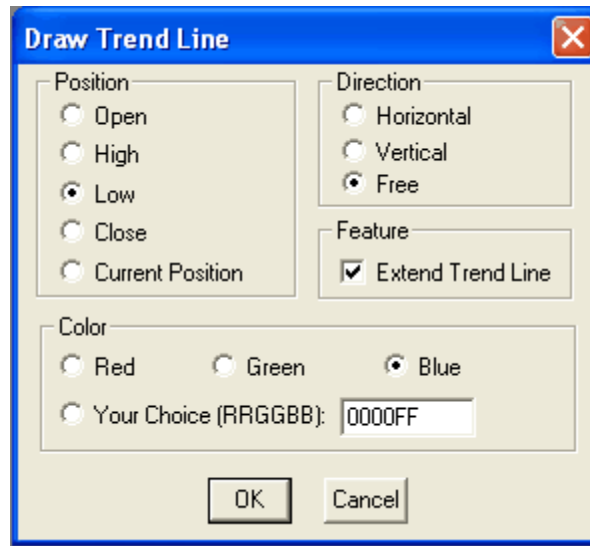 Draw Trend Line
Position
Open
High
Low
Close
Current Position
Direction
Horizontal
Vertical
Free
Feature
Extend Trend Line
Color
Red
Green
Blue
Your Choice (RRGGBB):
0000FF
OK
Cancel